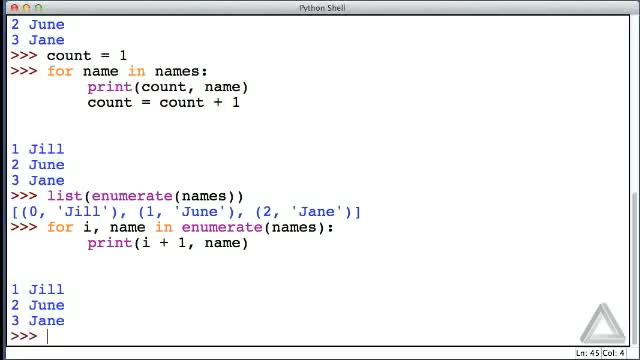 Python Shell
2 June
3 Jane
>>> count = 1
>>> for name in names:
        print(count, name)
        count = count + 1
1 Jill
2 June
3 Jane
>>> list(enumerate(names))
[(0, 'Jill'), (1, 'June'), (2, 'Jane')]
>>> for i, name in enumerate(names):
        print(i + 1, name)
1 Jill
2 June
3 Jane
>>>
Ln: 45 Col: 4